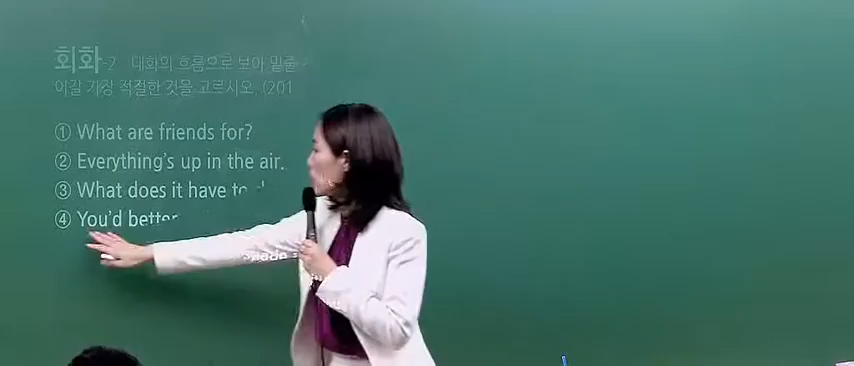 회화-2 대화의 흐름으로 보아 밑줄
이갈 가장 적절한 것을 고르시오. (201
① What are friends for?
② Everything's up in the air.
③ What does it have to
④ You'd better